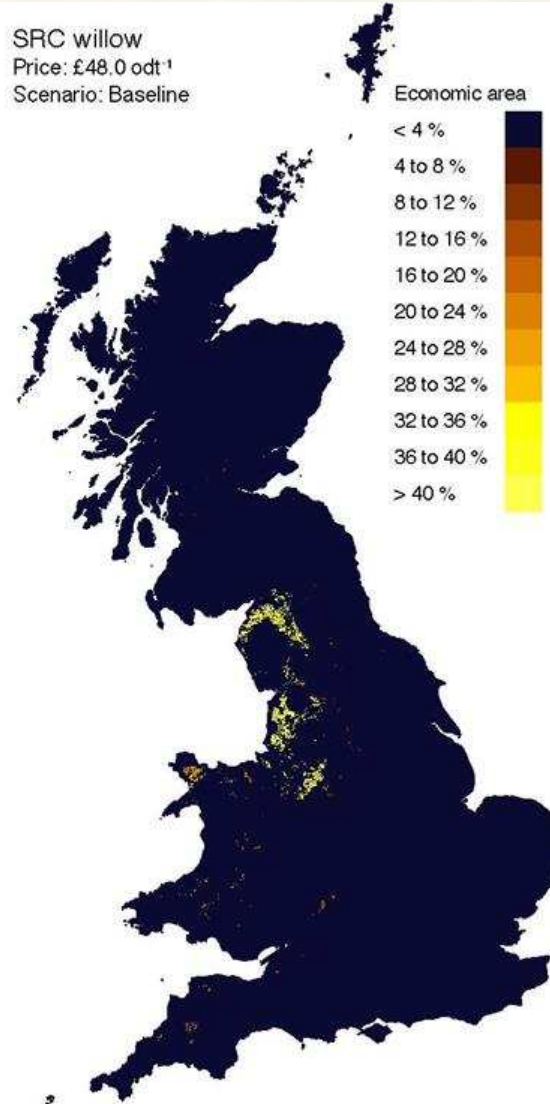 SRC willow
Price: £48.0 odt⁻¹
Scenario: Baseline
Economic area
< 4 %
4 to 8 %
8 to 12 %
12 to 16 %
16 to 20 %
20 to 24 %
24 to 28 %
28 to 32 %
32 to 36 %
36 to 40 %
> 40 %